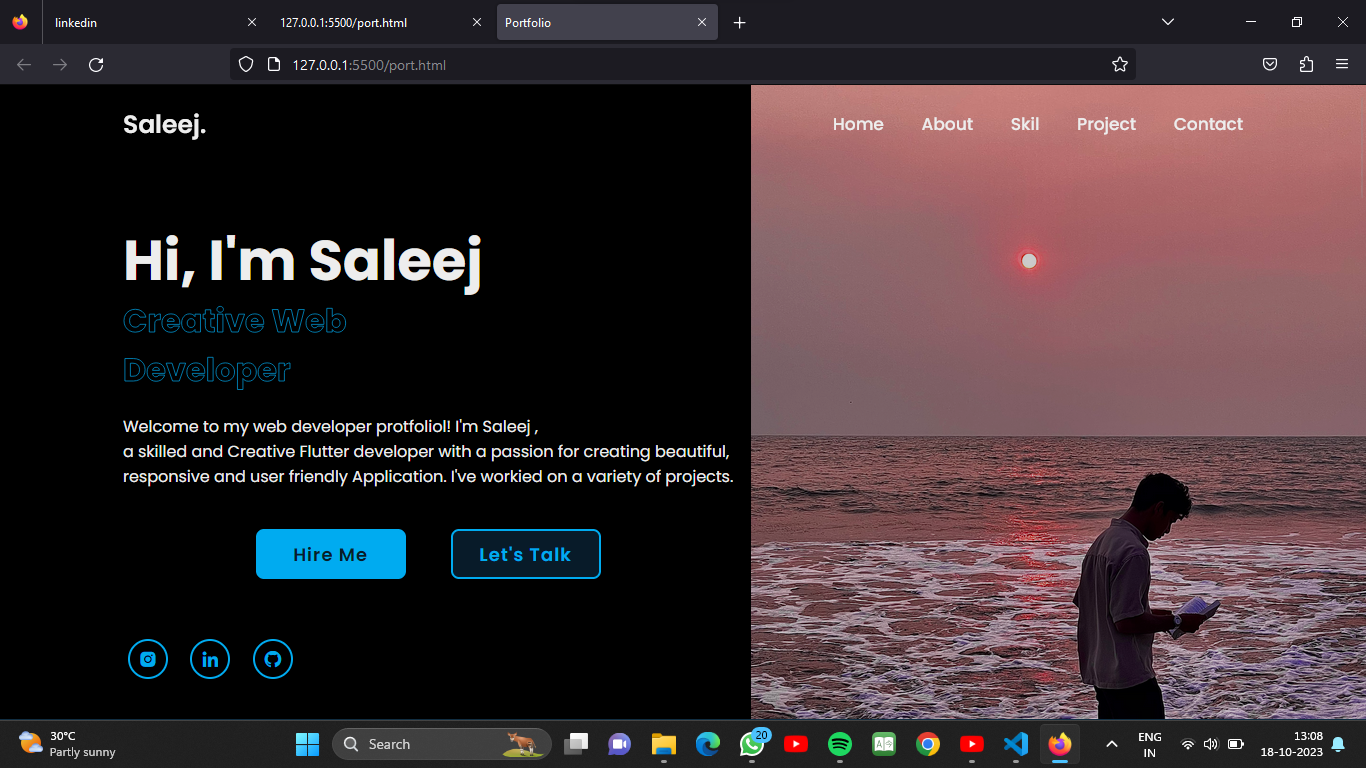 linkedin
127.0.0.1:5500/port.html
Portfolio
127.0.0.1:5500/port.html
Saleej.
Home About Skil Project Contact
Hi, I'm Saleej
Creative Web
Developer
Welcome to my web developer protfoliol! I'm Saleej ,
a skilled and Creative Flutter developer with a passion for creating beautiful,
responsive and user friendly Application. I've workied on a variety of projects.
Hire Me
Let's Talk
in
30°C
Partly sunny
Search
20
ENG
IN
13:08
18-10-2023